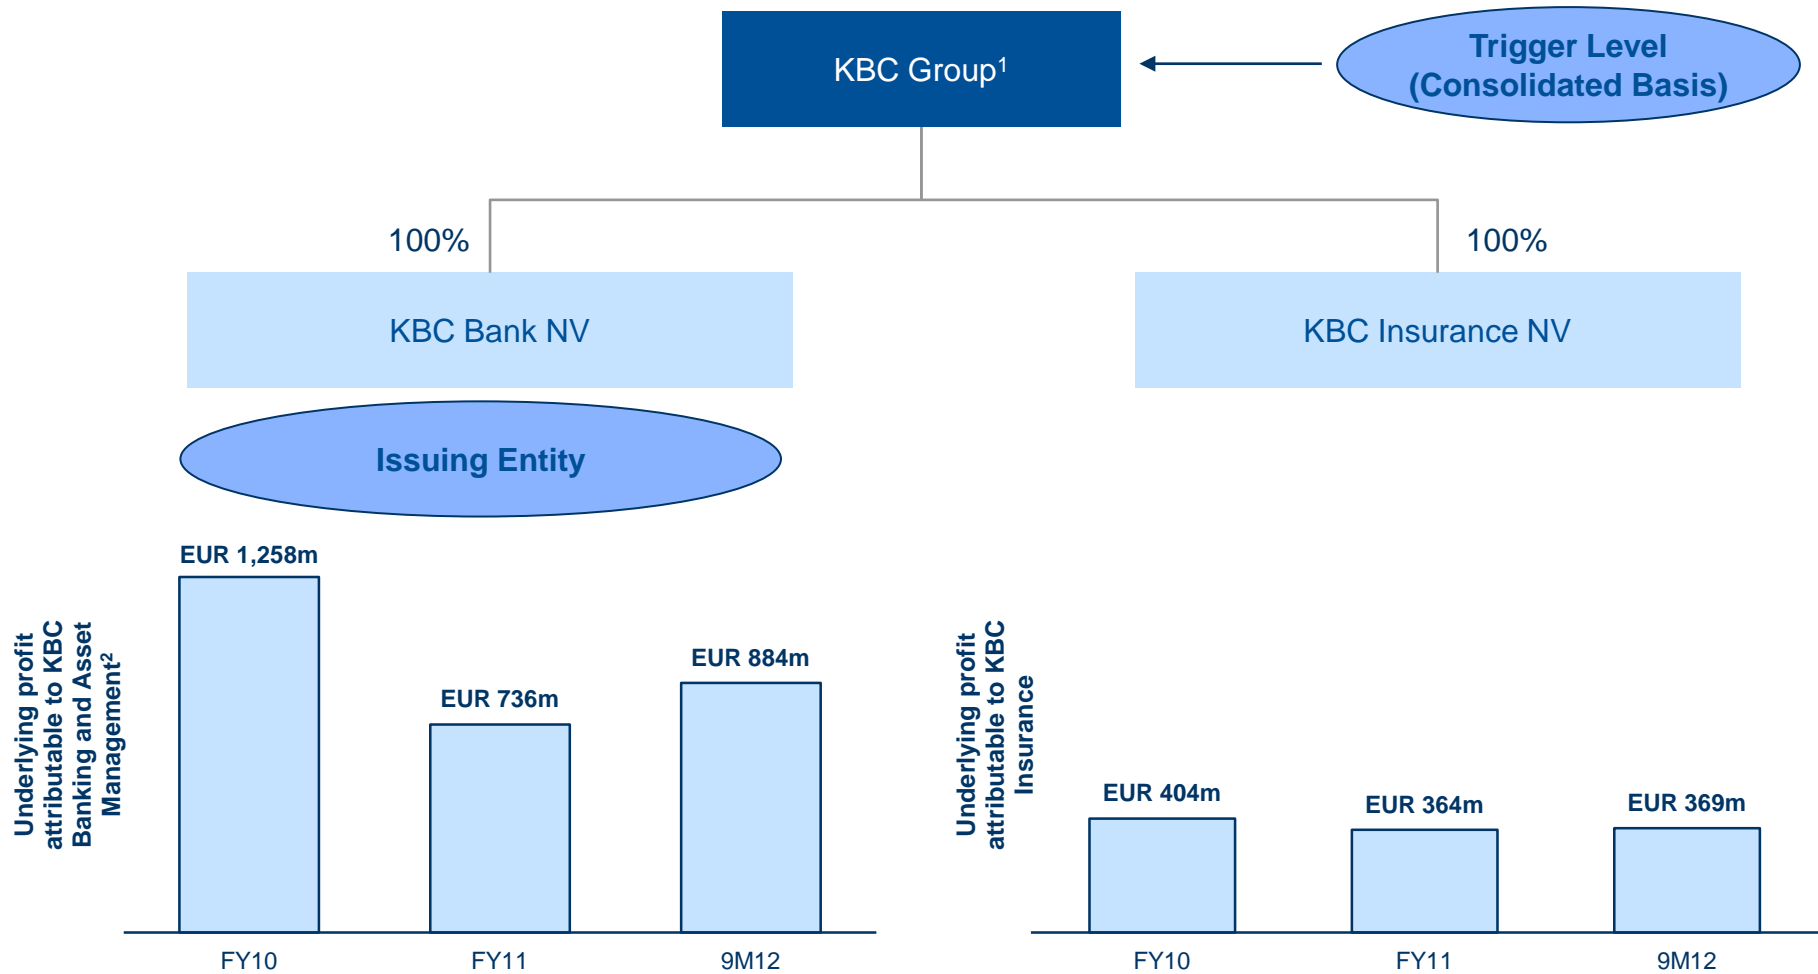 KBC Group¹
Trigger Level
(Consolidated Basis)
100%
100%
KBC Bank NV
KBC Insurance NV
Issuing Entity
Underlying profit
attributable to KBC
Banking and Asset
Management²
EUR 1,258m
EUR 736m
EUR 884m
FY10
FY11
9M12
Underlying profit
attributable to KBC
Insurance
EUR 404m
EUR 364m
EUR 369m
FY10
FY11
9M12